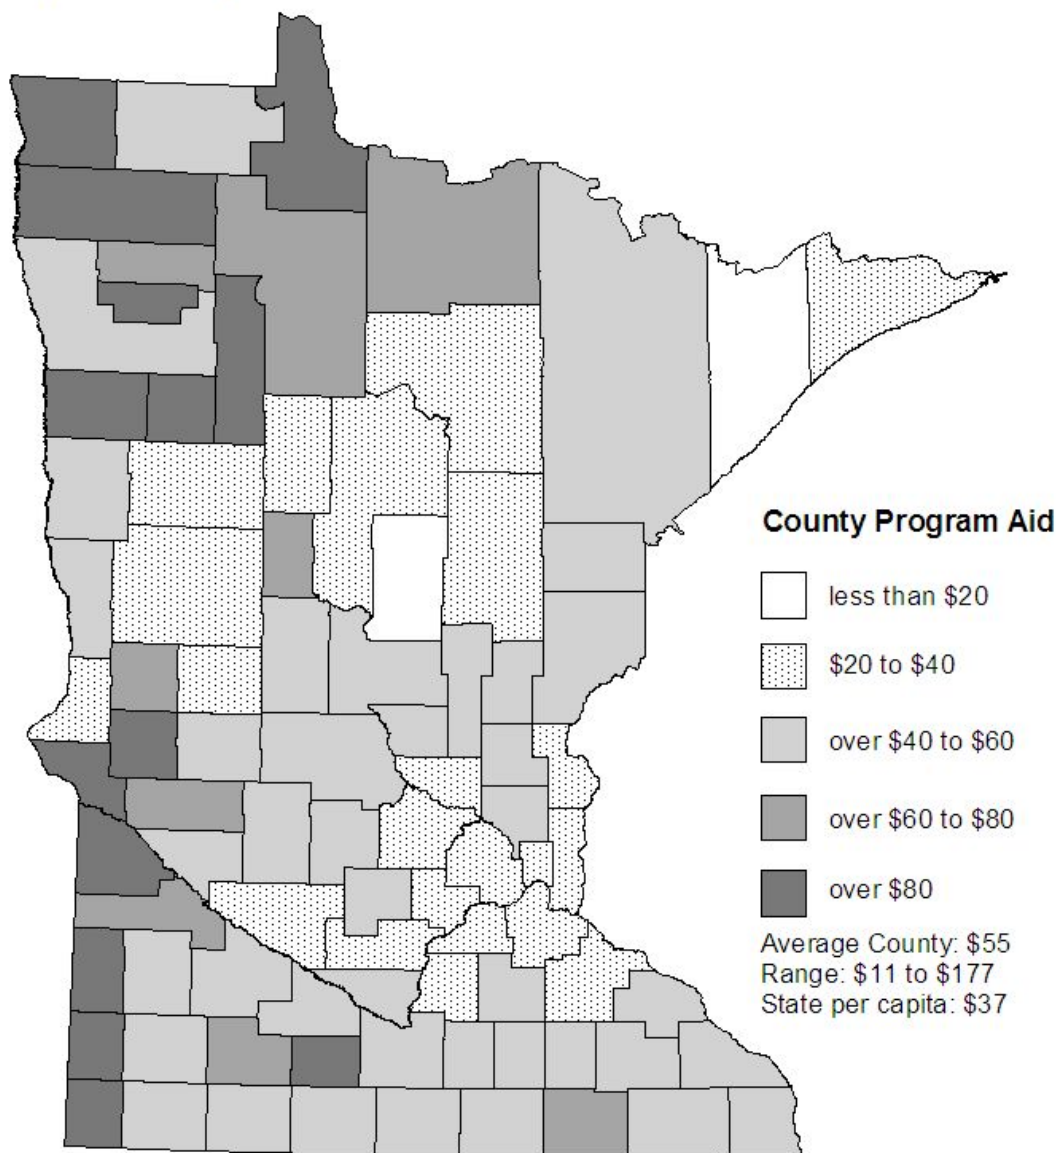 County Program Aid
less than $20
$20 to $40
over $40 to $60
over $60 to $80
over $80
Average County: $55
Range: $11 to $177
State per capita: $37